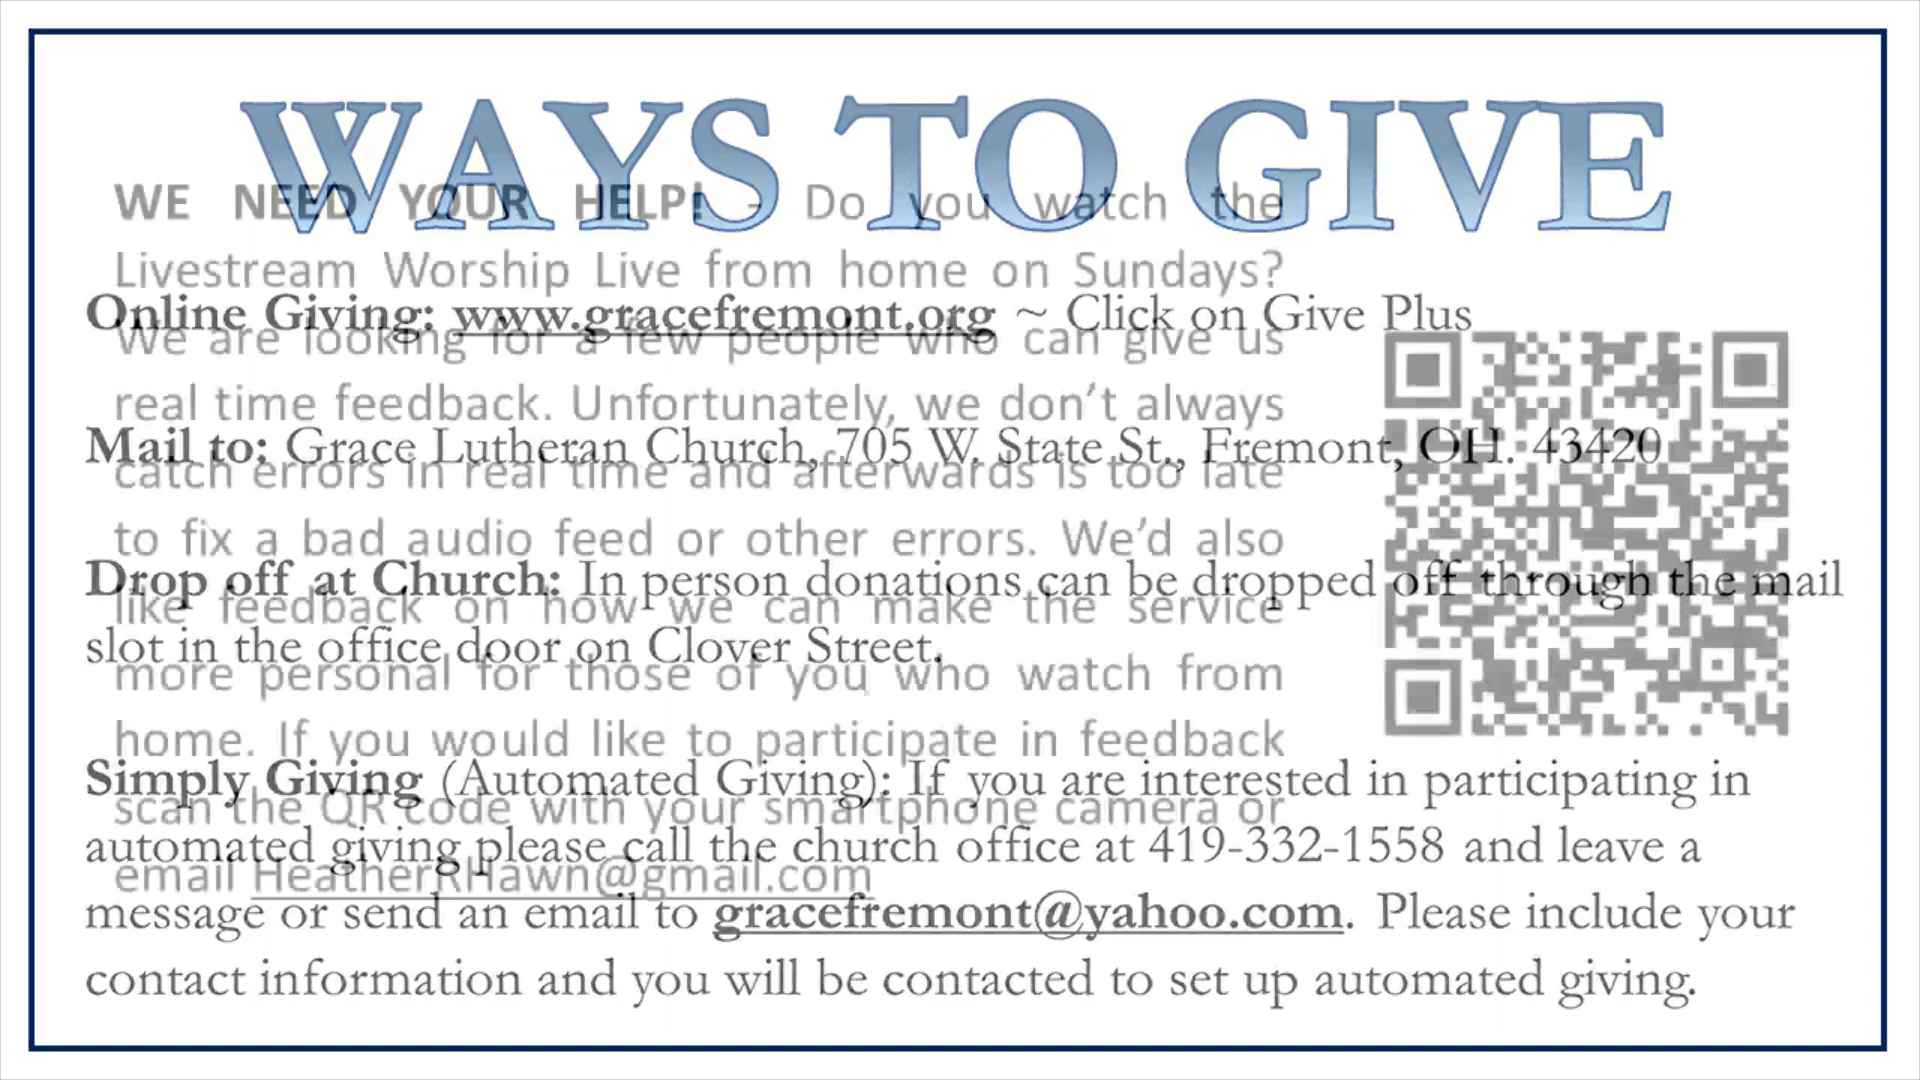 WAYS TO GIVE
WE NEED YOUR HELP! - Do you watch the
Livestream Worship Live from home on Sundays?
We are looking for a few people who can give us
real time feedback. Unfortunately, we don't always
catch errors in real time and afterwards is too late
to fix a bad audio feed or other errors. We'd also
like feedback on how we can make the service
more personal for those of you who watch from
home. If you would like to participate in feedback
scan the QR code with your smartphone camera or
email HeatherRHawn@gmail.com
Online Giving: www.gracefremont.org ~ Click on Give Plus
Mail to: Grace Lutheran Church, 705 W. State St., Fremont, OH. 43420
Drop off at Church: In person donations can be dropped off through the mail
slot in the office door on Clover Street.
Simply Giving (Automated Giving): If you are interested in participating in
automated giving please call the church office at 419-332-1558 and leave a
message or send an email to gracefremont@yahoo.com. Please include your
contact information and you will be contacted to set up automated giving.